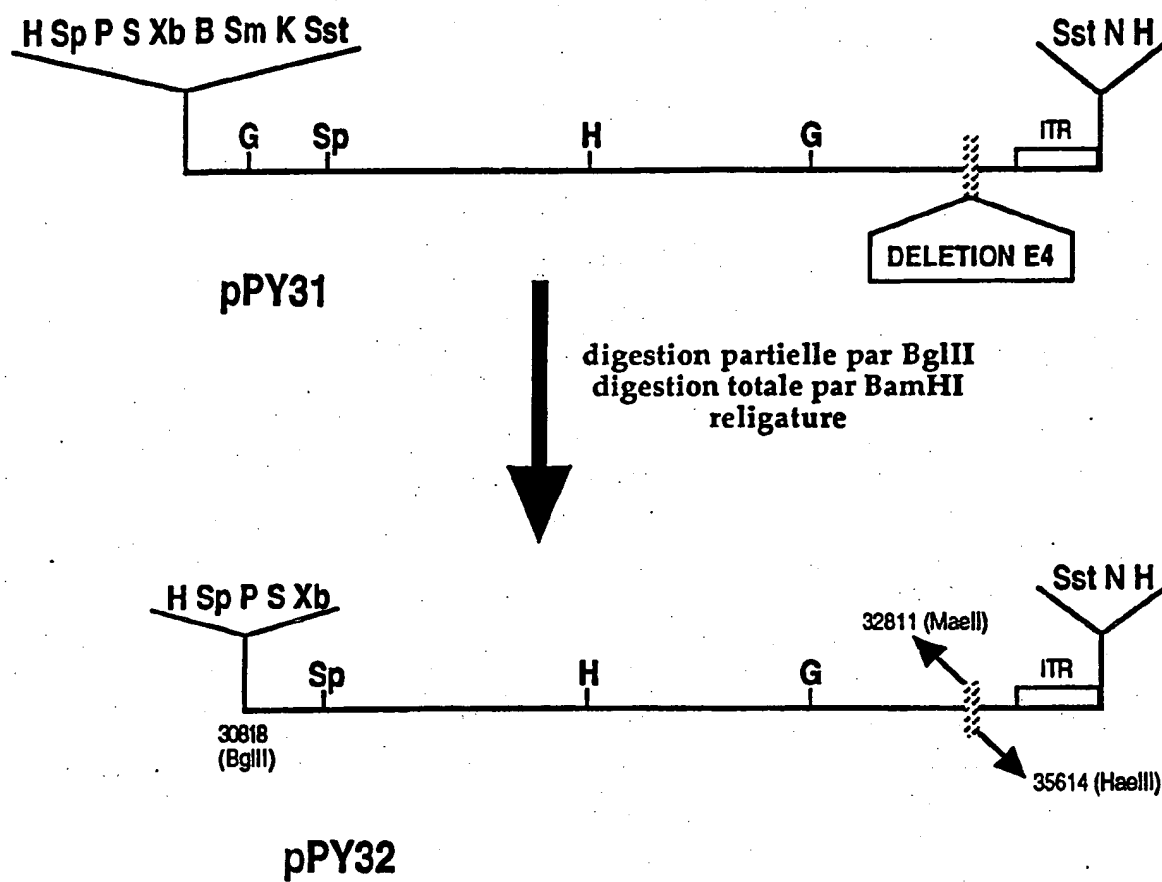 H Sp P S Xb B Sm K Sst
Sst N H
G
Sp
H
G
ITR
DELETION E4
pPY31
digestion partielle par BglII
digestion totale par BamHI
religature
H Sp P S Xb
Sst N H
32811 (MaeII)
Sp
H
G
ITR
30818
(BglII)
35614 (HaeIII)
pPY32